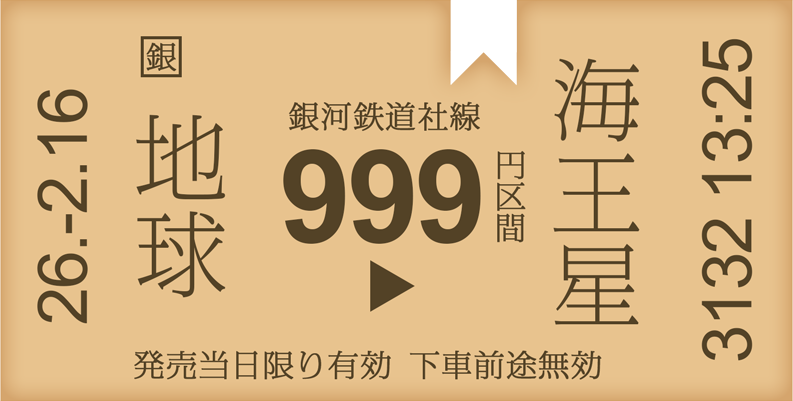 26.-2.16
銀
地球
銀河鉄道社線
999
円区間
海王星
3132 13:25
発売当日限り有効 下車前途無効